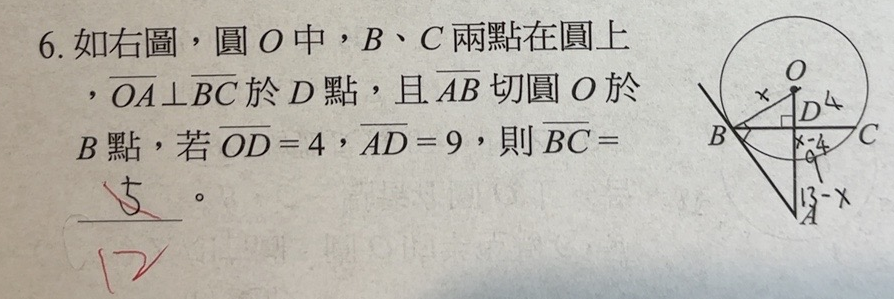 6. 如右圖，圓 O 中，B、C 兩點在圓上
，OA⊥BC 於 D 點，且 AB 切圓 O 於
B 點，若 OD = 4，AD = 9，則 BC =
5 。
12
O
x
D 4
B
C
x-4
9
13-x
A